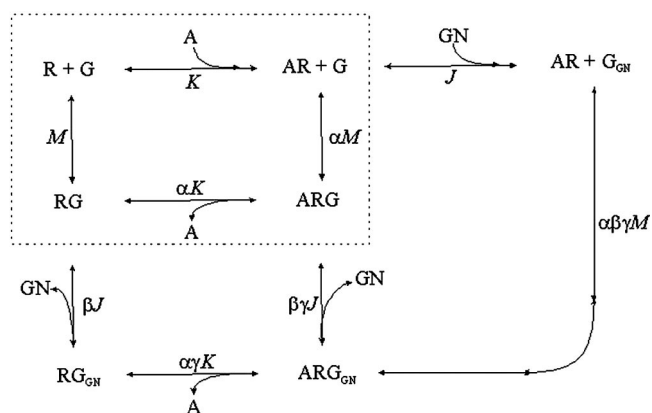 A
GN
R + G
AR + G
AR + G_GN
K
J
M
αM
αK
RG
ARG
A
αβγM
GN
βJ
βγJ
GN
αγK
RG_GN
ARG_GN
A